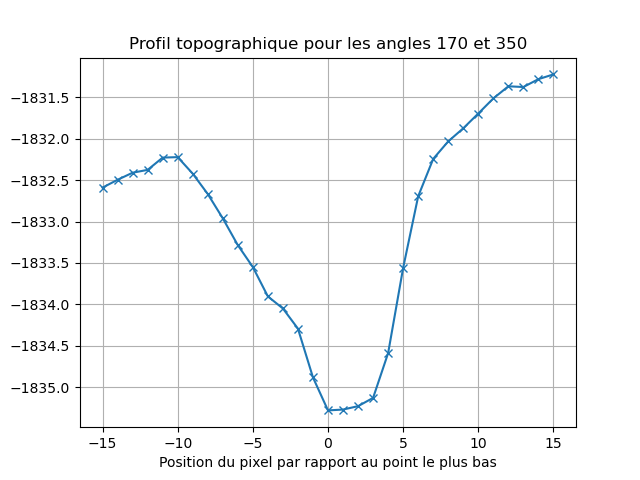 Profil topographique pour les angles 170 et 350
−1831.5
−1832.0
−1832.5
−1833.0
−1833.5
−1834.0
−1834.5
−1835.0
−15 −10 −5 0 5 10 15
Position du pixel par rapport au point le plus bas